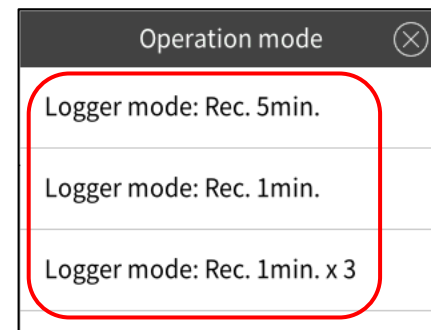 Operation mode
Logger mode: Rec. 5min.
Logger mode: Rec. 1min.
Logger mode: Rec. 1min. x 3